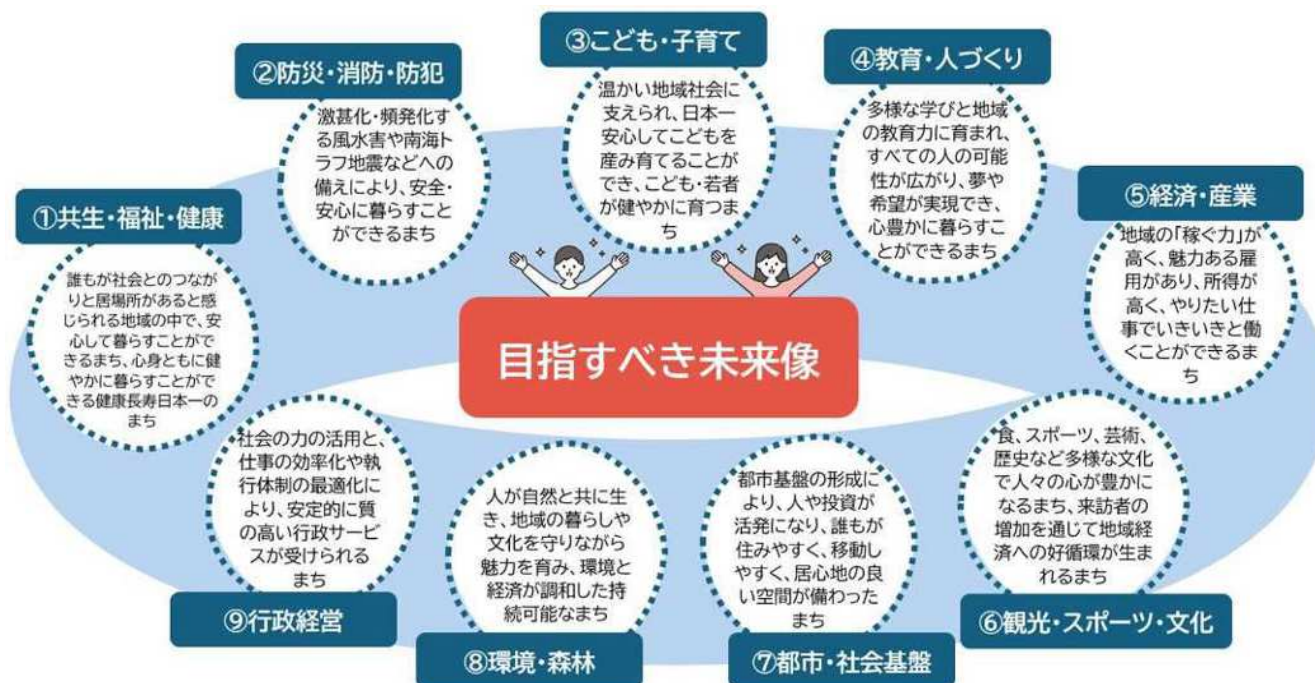 ①共生・福祉・健康
誰もが社会とのつなが
りと居場所があると感
じられる地域の中で、安
心して暮らすことがで
きるまち、心身ともに健
やかに暮らすことがで
きる健康長寿日本一の
まち
②防災・消防・防犯
激甚化・頻発化す
る風水害や南海ト
ラフ地震などへの
備えにより、安全・
安心に暮らすこと
ができるまち
③こども・子育て
温かい地域社会に
支えられ、日本一
安心してこどもを
産み育てることが
でき、こども・若者
が健やかに育つま
ち
④教育・人づくり
多様な学びと地域
の教育力に育まれ、
すべての人の可能
性が広がり、夢や
希望が実現でき、
心豊かに暮らすこ
とができるまち
⑤経済・産業
地域の「稼ぐ力」が
高く、魅力ある雇
用があり、所得が
高く、やりたい仕
事でいきいきと働
くことができるま
ち
目指すべき未来像
食、スポーツ、芸術、
歴史など多様な文化
で人々の心が豊かに
なるまち、来訪者の
増加を通じて地域経
済への好循環が生ま
れるまち
⑥観光・スポーツ・文化
都市基盤の形成に
より、人や投資が
活発になり、誰もが
住みやすく、移動し
やすく、居心地の良
い空間が備わった
まち
⑦都市・社会基盤
人が自然と共に生
き、地域の暮らしや
文化を守りながら
魅力を育み、環境と
経済が調和した持
続可能なまち
⑧環境・森林
社会の力の活用と、
仕事の効率化や執
行体制の最適化に
より、安定的に質
の高い行政サービ
スが受けられる
まち
⑨行政経営